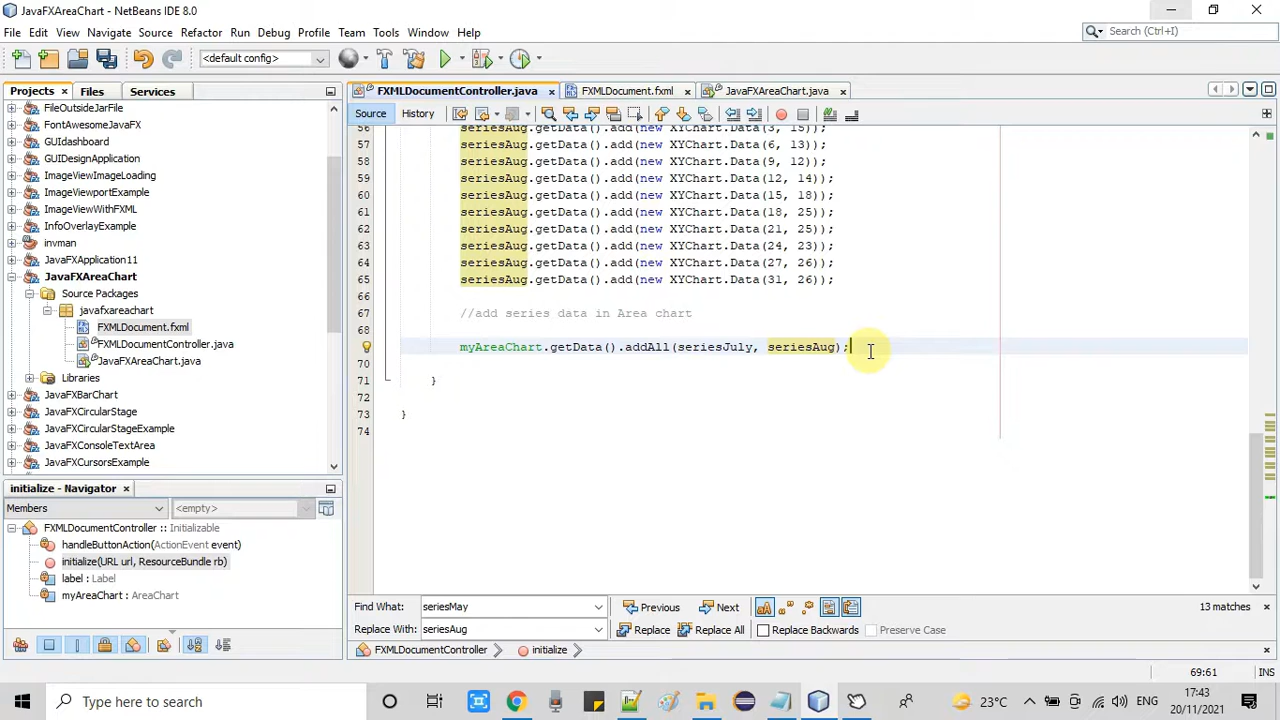 JavaFXAreaChart - NetBeans IDE 8.0
File Edit View Navigate Source Refactor Run Debug Profile Team Tools Window Help
Search (Ctrl+I)
<default config>
Projects Files Services
FileOutsideJarFile
FontAwesomeJavaFX
GUIdashboard
GUIDesignApplication
ImageViewImageLoading
ImageViewportExample
ImageViewWithFXML
InfoOverlayExample
invman
JavaFXApplication11
JavaFXAreaChart
Source Packages
javafxareachart
FXMLDocument.fxml
FXMLDocumentController.java
JavaFXAreaChart.java
Libraries
JavaFXBarChart
JavaFXCircularStage
JavaFXCircularStageExample
JavaFXConsoleTextArea
JavaFXCursorsExample
initialize - Navigator
Members <empty>
FXMLDocumentController :: Initializable
handleButtonAction(ActionEvent event)
initialize(URL url, ResourceBundle rb)
label : Label
myAreaChart : AreaChart
FXMLDocumentController.java FXMLDocument.fxml JavaFXAreaChart.java
Source History
56 seriesAug.getData().add(new XYChart.Data(3, 15));
57 seriesAug.getData().add(new XYChart.Data(6, 13));
58 seriesAug.getData().add(new XYChart.Data(9, 12));
59 seriesAug.getData().add(new XYChart.Data(12, 14));
60 seriesAug.getData().add(new XYChart.Data(15, 18));
61 seriesAug.getData().add(new XYChart.Data(18, 25));
62 seriesAug.getData().add(new XYChart.Data(21, 25));
63 seriesAug.getData().add(new XYChart.Data(24, 23));
64 seriesAug.getData().add(new XYChart.Data(27, 26));
65 seriesAug.getData().add(new XYChart.Data(31, 26));
66
67 //add series data in Area chart
68
myAreaChart.getData().addAll(seriesJuly, seriesAug);
70
71 }
72
73 }
74
Find What: seriesMay Previous Next 13 matches
Replace With: seriesAug Replace Replace All Replace Backwards Preserve Case
FXMLDocumentController initialize
69:61 INS
Type here to search
23°C
ENG
17:43
20/11/2021